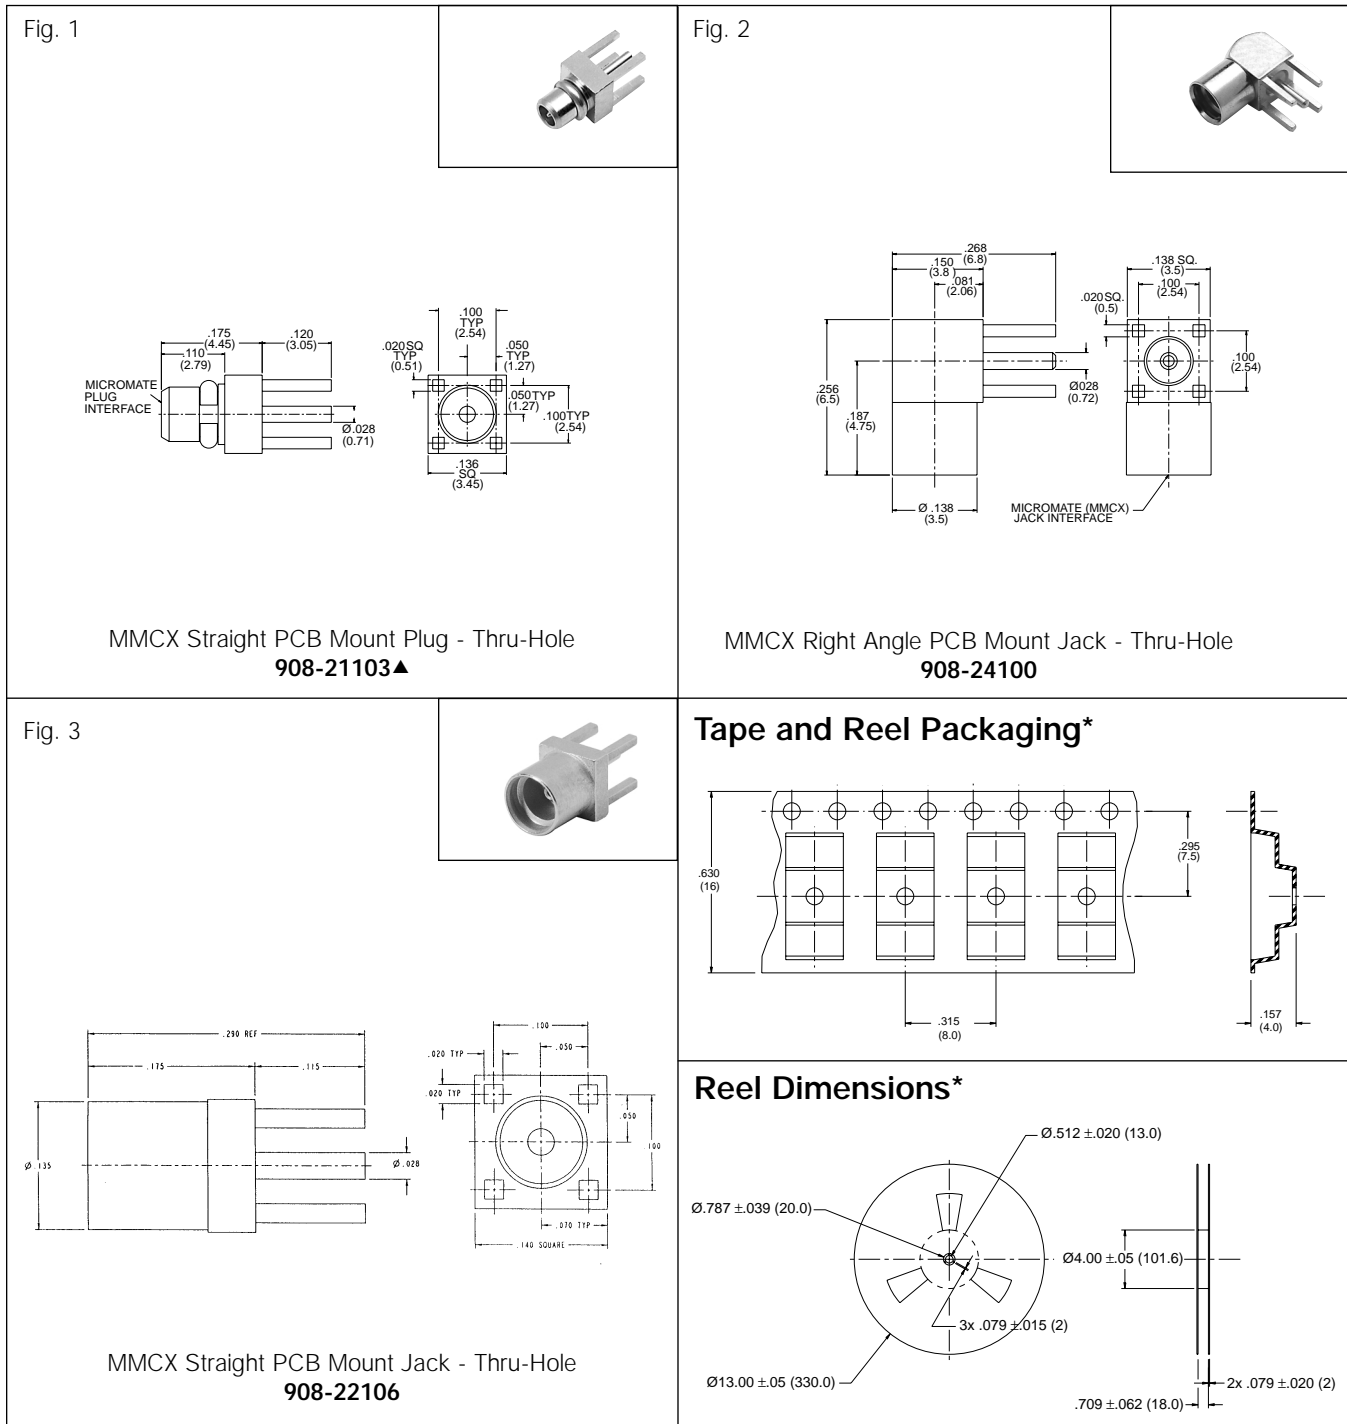 Fig. 1
.175
(4.45)
.120
(3.05)
.110
(2.79)
MICROMATE
PLUG
INTERFACE
Ø.028
(0.71)
.100
TYP
(2.54)
.020SQ
TYP
(0.51)
.050
TYP
(1.27)
.050TYP
(1.27)
.100TYP
(2.54)
.136
SQ
(3.45)
MMCX Straight PCB Mount Plug - Thru-Hole
908-21103▲
Fig. 2
.268
(6.8)
.150
(3.8
)
.081
(2.06)
.256
(6.5)
.187
(4.75)
Ø028
(0.72)
Ø .138
(3.5)
.138 SQ.
(3.5)
.100
(2.54)
.020SQ.
(0.5)
.100
(2.54)
MICROMATE (MMCX)
JACK INTERFACE
MMCX Right Angle PCB Mount Jack - Thru-Hole
908-24100
Fig. 3
.290 REF
.175
.115
Ø.135
Ø.028
.100
.050
.020 TYP
.020 TYP
.050
.100
.070 TYP
.140 SQUARE
MMCX Straight PCB Mount Jack - Thru-Hole
908-22106
Tape and Reel Packaging*
.630
(16)
.295
(7.5)
.315
(8.0)
.157
(4.0)
Reel Dimensions*
Ø.512 ±.020 (13.0)
Ø.787 ±.039 (20.0)
Ø4.00 ±.05 (101.6)
3x .079 ±.015 (2)
Ø13.00 ±.05 (330.0)
2x .079 ±.020 (2)
.709 ±.062 (18.0)